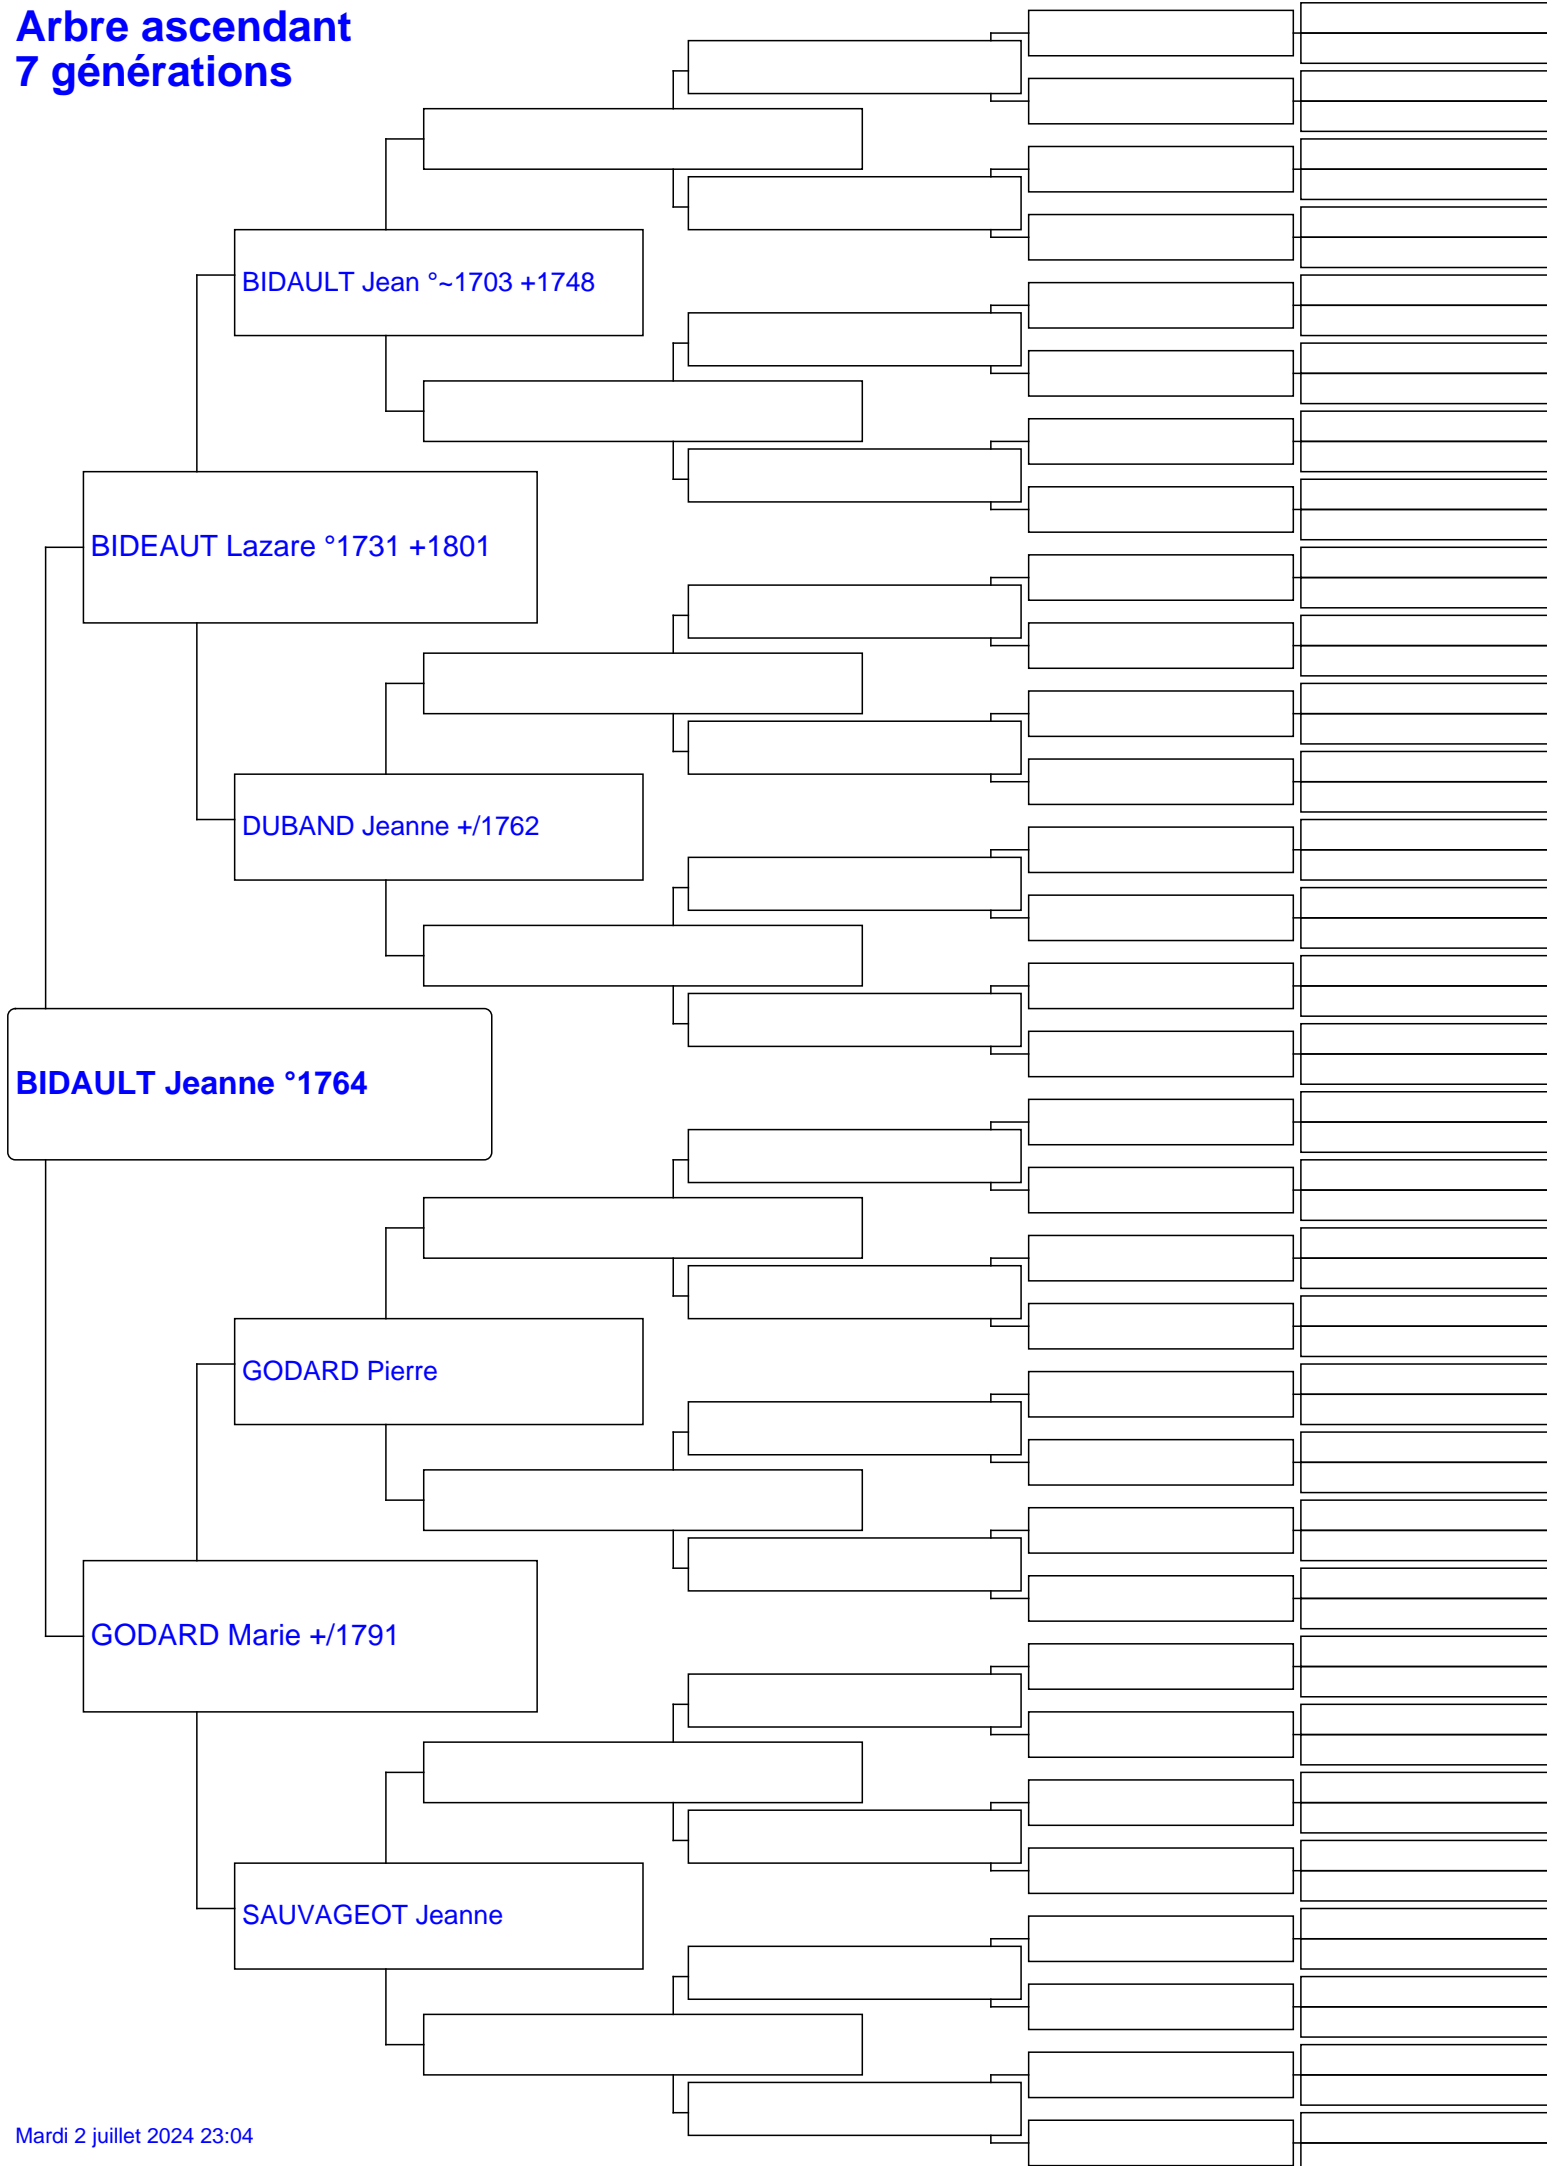 Arbre ascendant
7 générations
BIDAULT Jean °~1703 +1748
BIDEAUT Lazare °1731 +1801
DUBAND Jeanne +/1762
BIDAULT Jeanne °1764
GODARD Pierre
GODARD Marie +/1791
SAUVAGEOT Jeanne
Mardi 2 juillet 2024 23:04